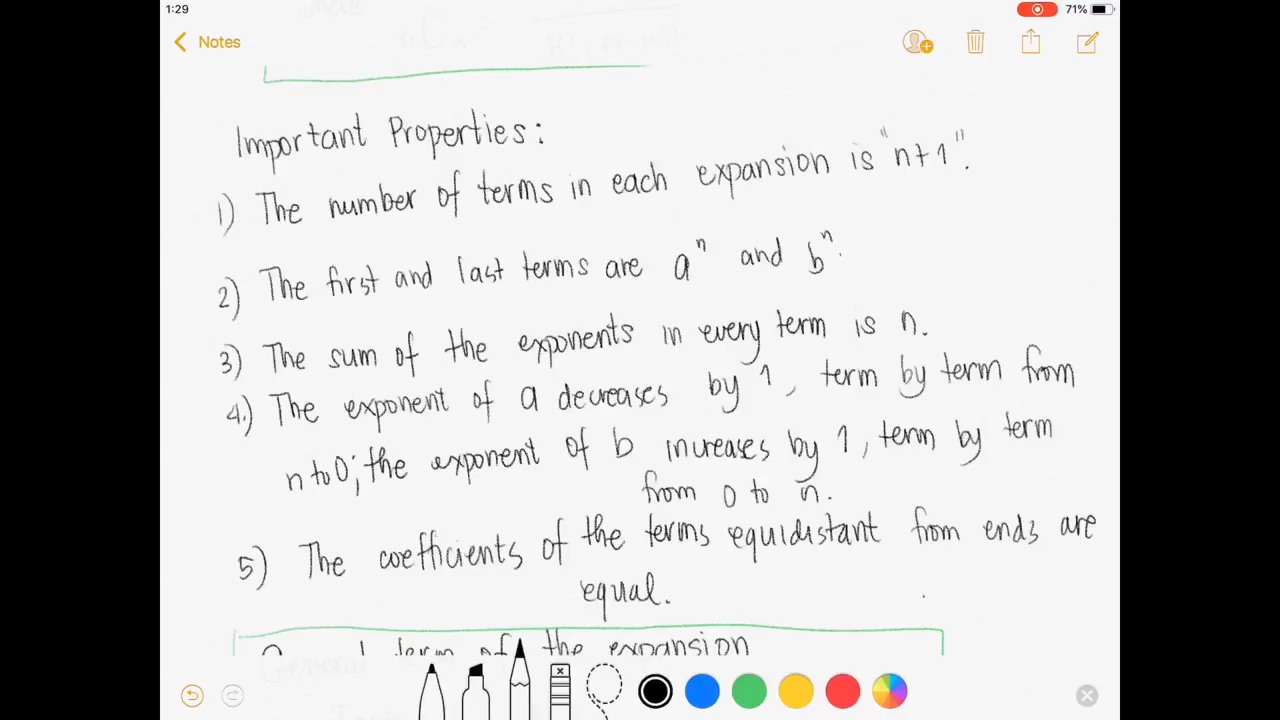 1:29
71%
Notes
Important Properties:
1) The number of terms in each expansion is "n+1".
2) The first and last terms are aⁿ and bⁿ.
3) The sum of the exponents in every term is n.
4.) The exponent of a decreases by 1, term by term from
n to 0; the exponent of b increases by 1, term by term
from 0 to n.
5) The coefficients of the terms equidistant from ends are
equal.
term of the expansion